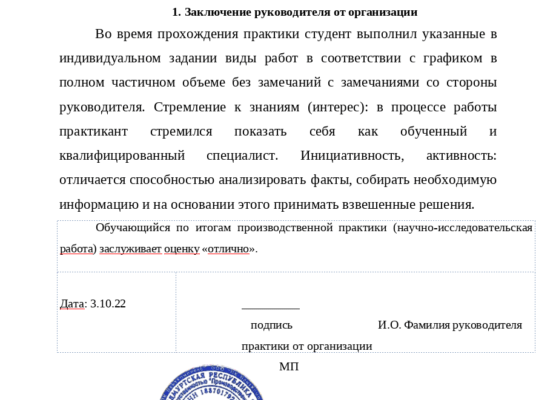 1. Заключение руководителя от организации
Во время прохождения практики студент выполнил указанные в
индивидуальном задании виды работ в соответствии с графиком в
полном частичном объеме без замечаний с замечаниями со стороны
руководителя. Стремление к знаниям (интерес): в процессе работы
практикант стремился показать себя как обученный и
квалифицированный специалист. Инициативность, активность:
отличается способностью анализировать факты, собирать необходимую
информацию и на основании этого принимать взвешенные решения.
Обучающийся по итогам производственной практики (научно-исследовательская
работа) заслуживает оценку «отлично».
Дата: 3.10.22 __________
подпись И.О. Фамилия руководителя
практики от организации
МП